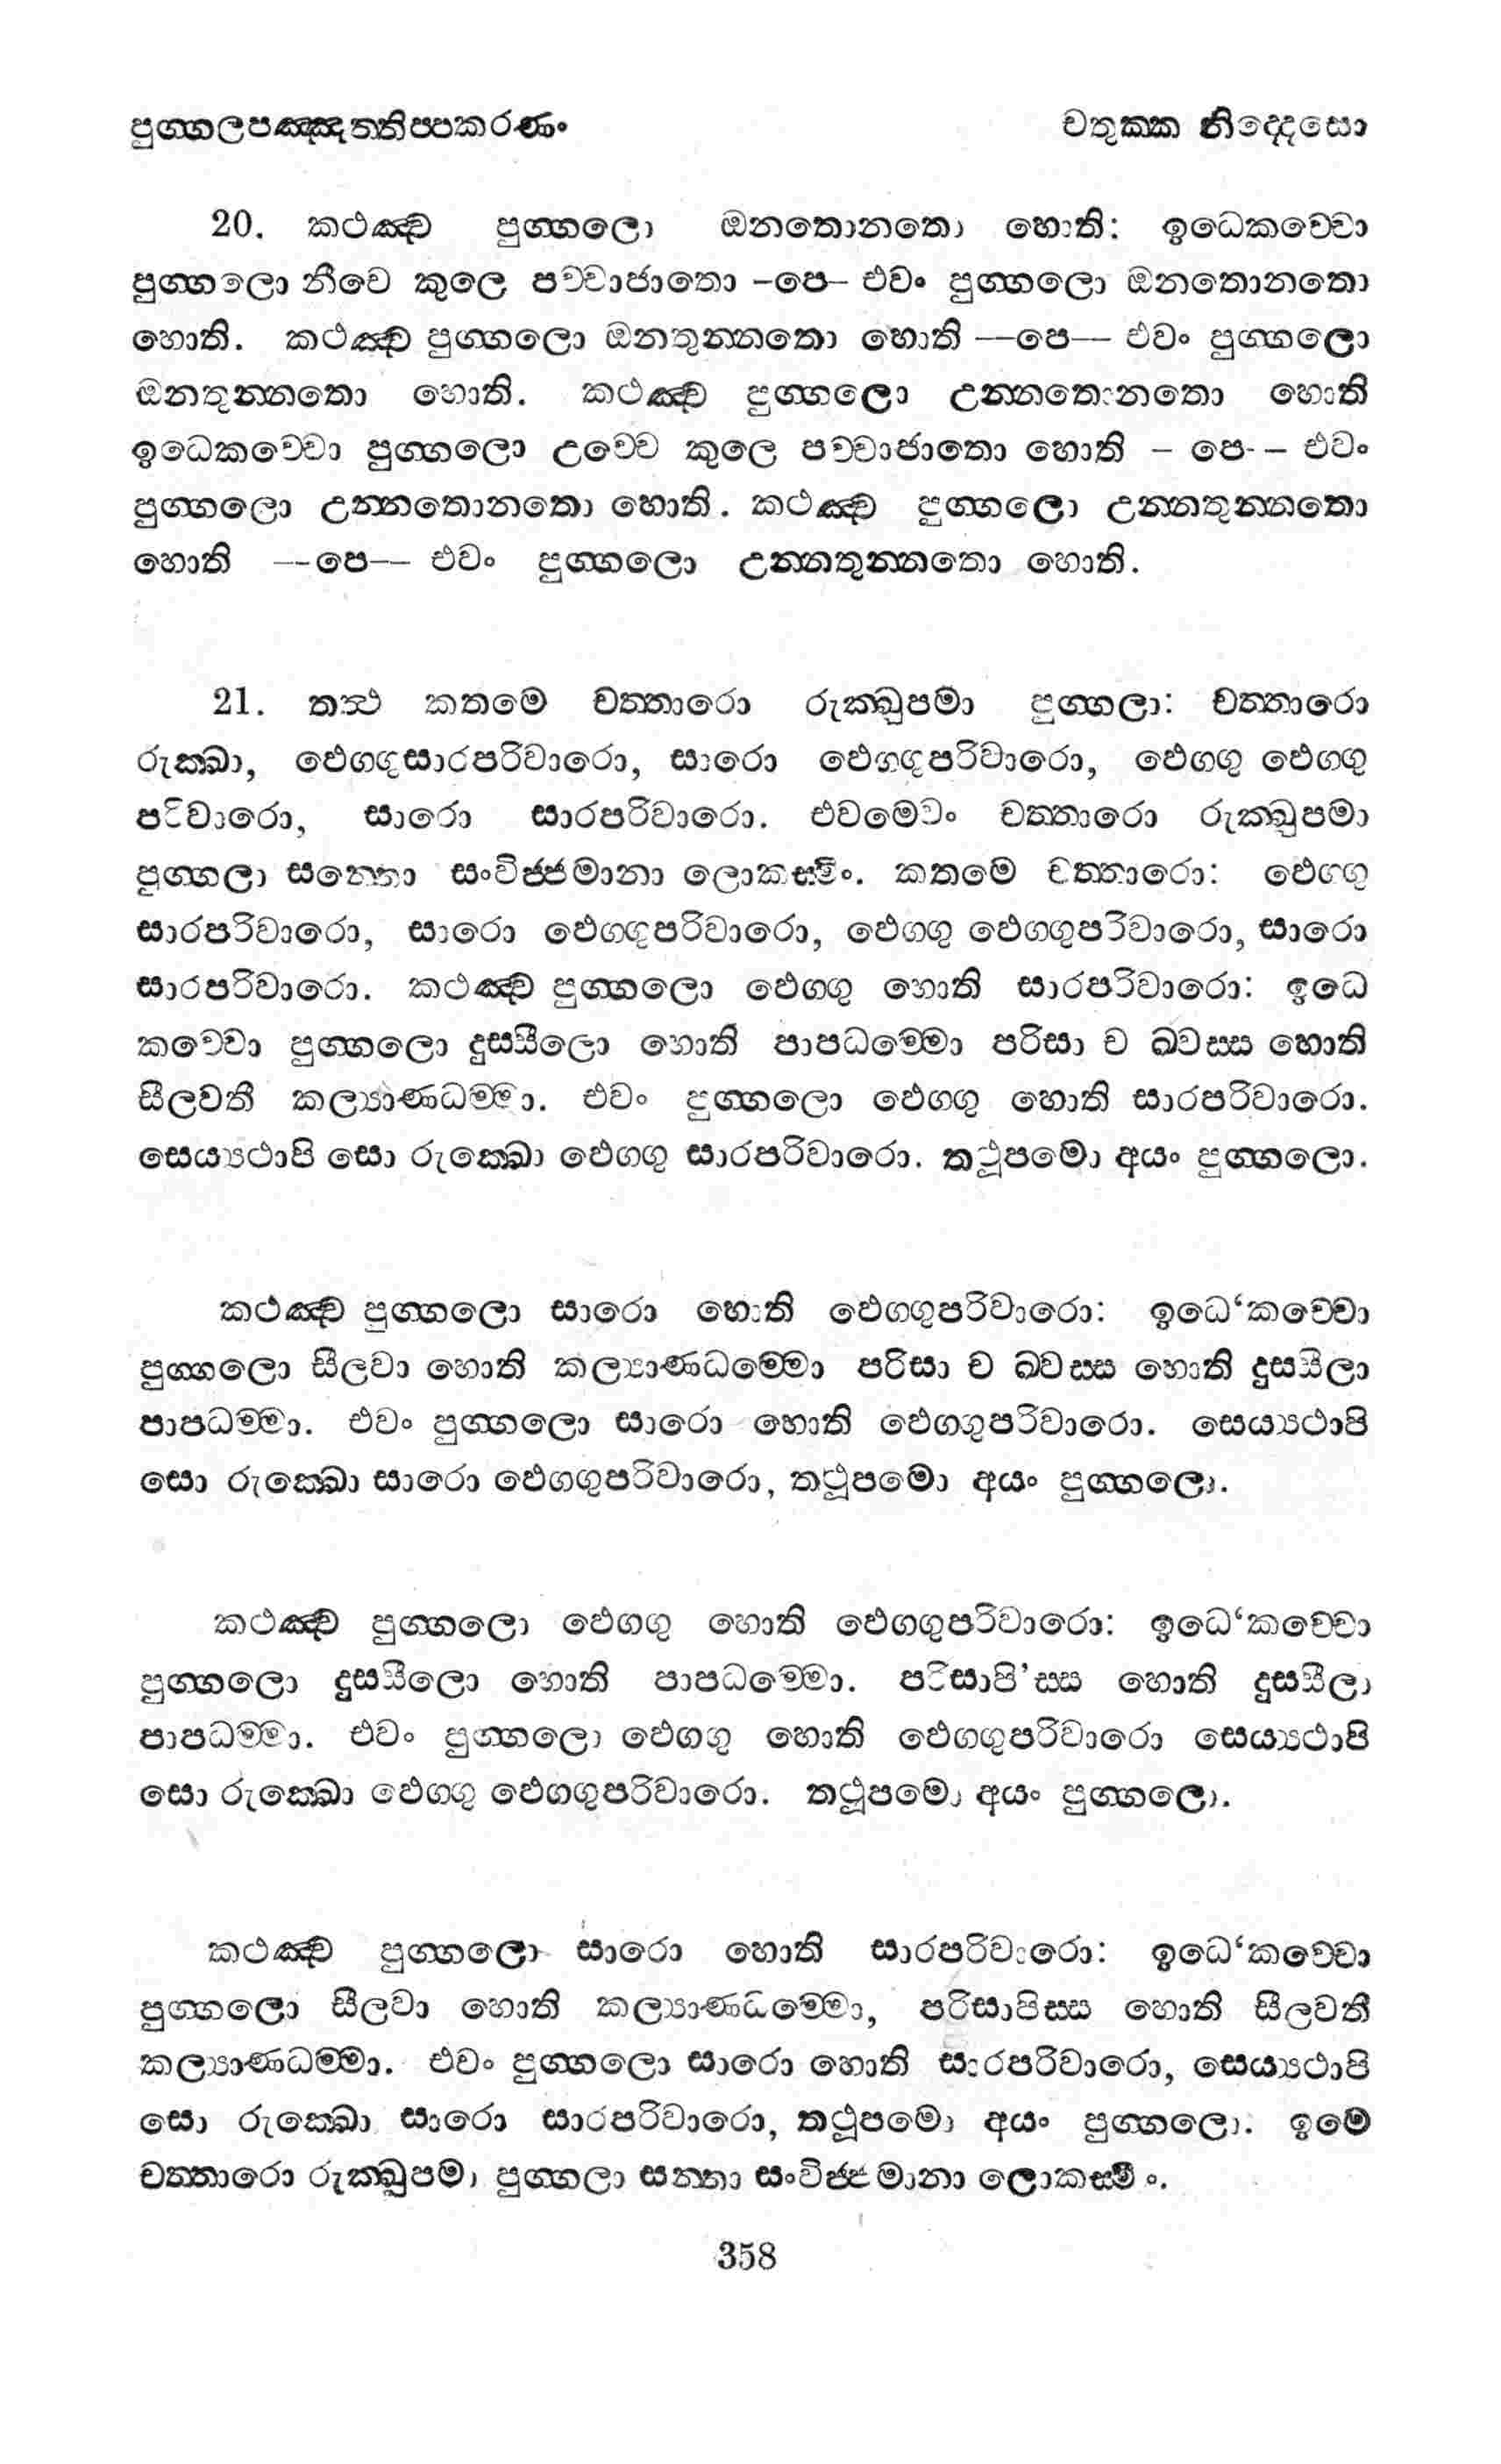 පුග්ගලපඤ්ඤත්තිප්පකරණං
චතුක්ක නිද්දෙසො
20. කථඤ්ච පුග්ගලො ඔනතොනතො හොති: ඉධෙකච්චො
පුග්ගලො නීචෙ කුලෙ පච්චාජාතො –පෙ– එවං පුග්ගලො ඔනතොනතො
හොති. කථඤ්ච පුග්ගලො ඔනතුන්නතො හොති —පෙ— එවං පුග්ගලො
ඔනතුන්නතො හොති. කථඤ්ච පුග්ගලො උන්නතොනතො හොති
ඉධෙකච්චො පුග්ගලො උච්චෙ කුලෙ පච්චාජාතො හොති – පෙ- – එවං
පුග්ගලො උන්නතොනතො හොති. කථඤ්ච පුග්ගලො උන්නතුන්නතො
හොති —පෙ— එවං පුග්ගලො උන්නතුන්නතො හොති.
21. තත්‍ථ කතමෙ චත්තාරො රුක්ඛුපමා පුග්ගලා: චත්තාරො
රුක්ඛා, ඵෙග්ගුසාරපරිවාරො, සාරො ඵෙග්ගුපරිවාරො, ඵෙග්ගු ඵෙග්ගු
පරිවාරො, සාරො සාරපරිවාරො. එවමෙවං චත්තාරො රුක්ඛුපමා
පුග්ගලා සන්තො සංවිජ්ජමානා ලොකස්මිං. කතමෙ චත්තාරො: ඵෙග්ගු
සාරපරිවාරො, සාරො ඵෙග්ගුපරිවාරො, ඵෙග්ගු ඵෙග්ගුපරිවාරො, සාරො
සාරපරිවාරො. කථඤ්ච පුග්ගලො ඵෙග්ගු හොති සාරපරිවාරො: ඉධෙ
කච්චො පුග්ගලො දුස්සීලො හොති පාපධම්මො පරිසා ච ඛ්වස්ස හොති
සීලවතී කල්‍යාණධම්මා. එවං පුග්ගලො ඵෙග්ගු හොති සාරපරිවාරො.
සෙය්‍යථාපි සො රුක්ඛො ඵෙග්ගු සාරපරිවාරො. තථූපමො අයං පුග්ගලො.
කථඤ්ච පුග්ගලො සාරො හොති ඵෙග්ගුපරිවාරො: ඉධෙ‘කච්චො
පුග්ගලො සීලවා හොති කල්‍යාණධම්මො පරිසා ච ඛ්වස්ස හොති දුස්සීලා
පාපධම්මා. එවං පුග්ගලො සාරො හොති ඵෙග්ගුපරිවාරො. සෙය්‍යථාපි
සො රුක්ඛො සාරො ඵෙග්ගුපරිවාරො, තථූපමො අයං පුග්ගලො.
කථඤ්ච පුග්ගලො ඵෙග්ගු හොති ඵෙග්ගුපරිවාරො: ඉධෙ‘කච්චො
පුග්ගලො දුස්සීලො හොති පාපධම්මො. පරිසාපි’ස්ස හොති දුස්සීලා
පාපධම්මා. එවං පුග්ගලො ඵෙග්ගු හොති ඵෙග්ගුපරිවාරො සෙය්‍යථාපි
සො රුක්ඛො ඵෙග්ගු ඵෙග්ගුපරිවාරො. තථූපමො අයං පුග්ගලො.
කථඤ්ච පුග්ගලො සාරො හොති සාරපරිවාරො: ඉධෙ‘කච්චො
පුග්ගලො සීලවා හොති කල්‍යාණධම්මො, පරිසාපිස්ස හොති සීලවතී
කල්‍යාණධම්මා. එවං පුග්ගලො සාරො හොති සාරපරිවාරො, සෙය්‍යථාපි
සො රුක්ඛො සාරො සාරපරිවාරො, තථූපමො අයං පුග්ගලො. ඉමෙ
චත්තාරො රුක්ඛූපමා පුග්ගලා සන්තා සංවිජ්ජමානා ලොකස්මිං.
358